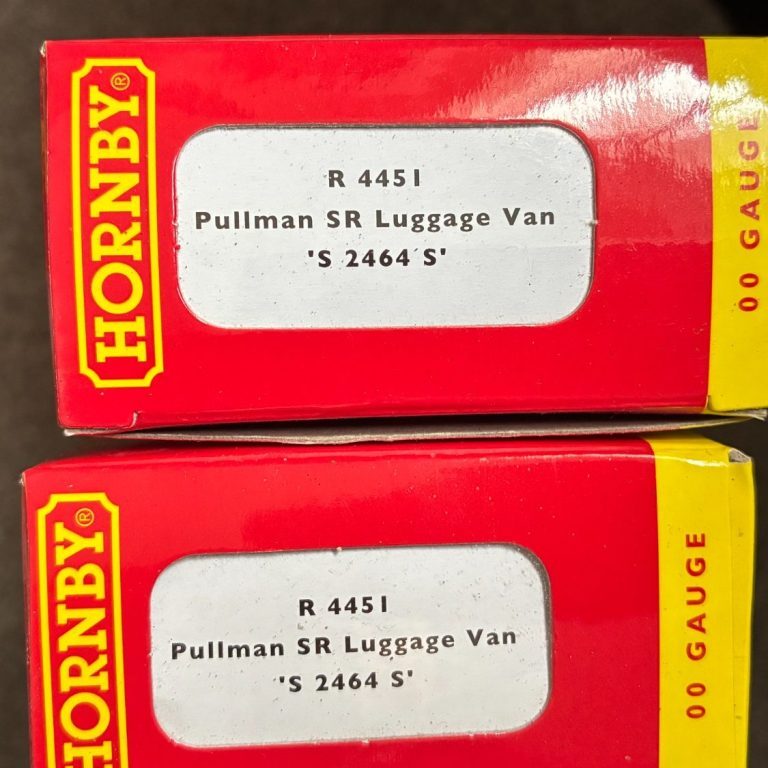 HORNBY®
R 4451
Pullman SR Luggage Van
'S 2464 S'
00 GAUGE
HORNBY®
R 4451
Pullman SR Luggage Van
'S 2464 S'
00 GAUGE